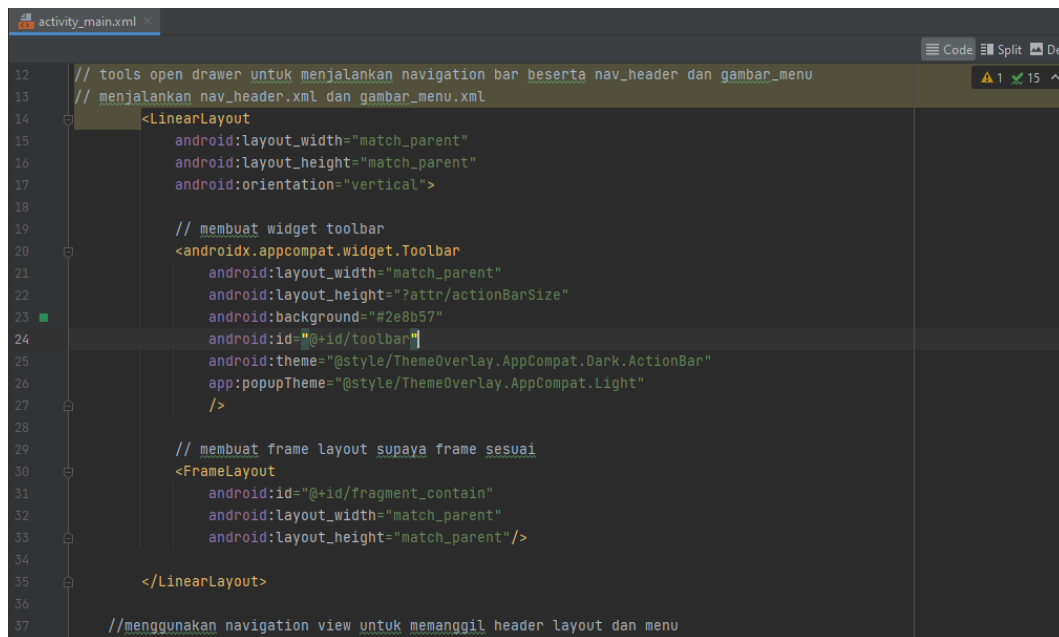 activity_main.xml
Code Split De
12 // tools open drawer untuk menjalankan navigation bar beserta nav_header dan gambar_menu
1 15
13 // menjalankan nav_header.xml dan gambar_menu.xml
14 <LinearLayout
15 android:layout_width="match_parent"
16 android:layout_height="match_parent"
17 android:orientation="vertical">
18
19 // membuat widget toolbar
20 <androidx.appcompat.widget.Toolbar
21 android:layout_width="match_parent"
22 android:layout_height="?attr/actionBarSize"
23 android:background="#2e8b57"
24 android:id="@+id/toolbar"
25 android:theme="@style/ThemeOverlay.AppCompat.Dark.ActionBar"
26 app:popupTheme="@style/ThemeOverlay.AppCompat.Light"
27 />
28
29 // membuat frame layout supaya frame sesuai
30 <FrameLayout
31 android:id="@+id/fragment_contain"
32 android:layout_width="match_parent"
33 android:layout_height="match_parent"/>
34
35 </LinearLayout>
36
37 //menggunakan navigation view untuk memanggil header layout dan menu